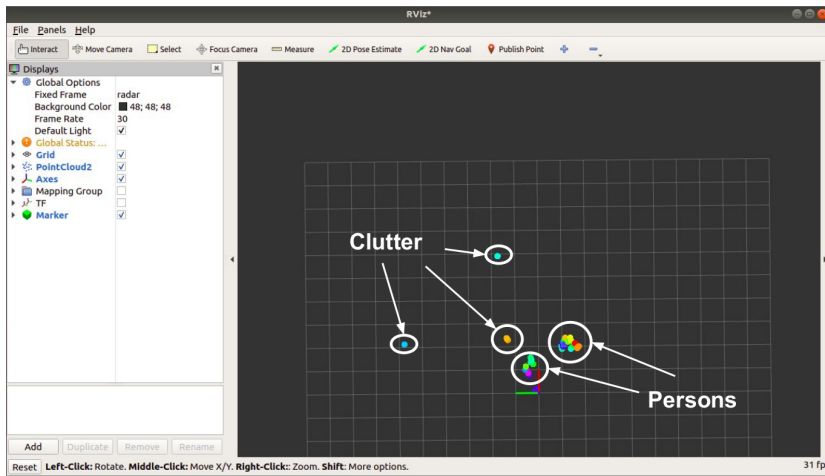 RViz*
File Panels Help
Interact Move Camera Select Focus Camera Measure 2D Pose Estimate 2D Nav Goal Publish Point
Displays
Global Options
Fixed Frame radar
Background Color 48; 48; 48
Frame Rate 30
Default Light
Global Status: ...
Grid
PointCloud2
Axes
Mapping Group
TF
Marker
Clutter
Persons
Add Duplicate Remove Rename
Reset Left-Click: Rotate. Middle-Click: Move X/Y. Right-Click:: Zoom. Shift: More options. 31 fp